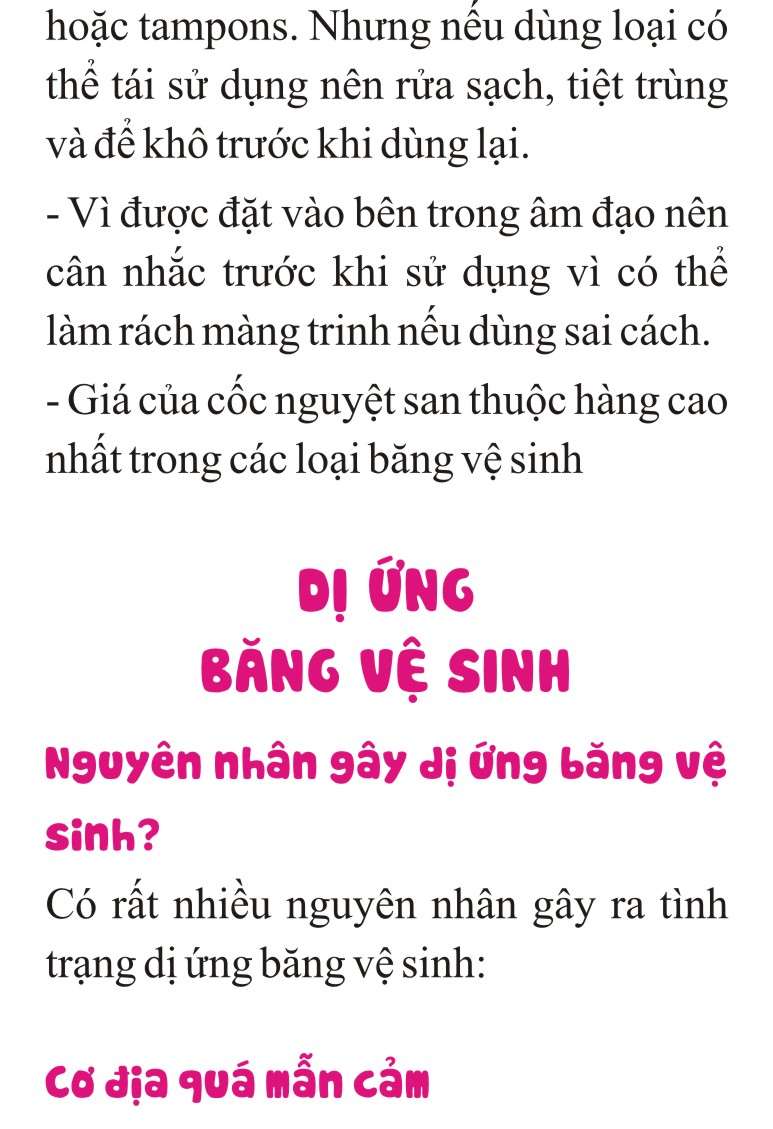 hoặc tampons. Nhưng nếu dùng loại có
thể tái sử dụng nên rửa sạch, tiệt trùng
và để khô trước khi dùng lại.
- Vì được đặt vào bên trong âm đạo nên
cân nhắc trước khi sử dụng vì có thể
làm rách màng trinh nếu dùng sai cách.
- Giá của cốc nguyệt san thuộc hàng cao
nhất trong các loại băng vệ sinh
DỊ ỨNG
BĂNG VỆ SINH
Nguyên nhân gây dị ứng băng vệ
sinh?
Có rất nhiều nguyên nhân gây ra tình
trạng dị ứng băng vệ sinh:
Cơ địa quá mẫn cảm